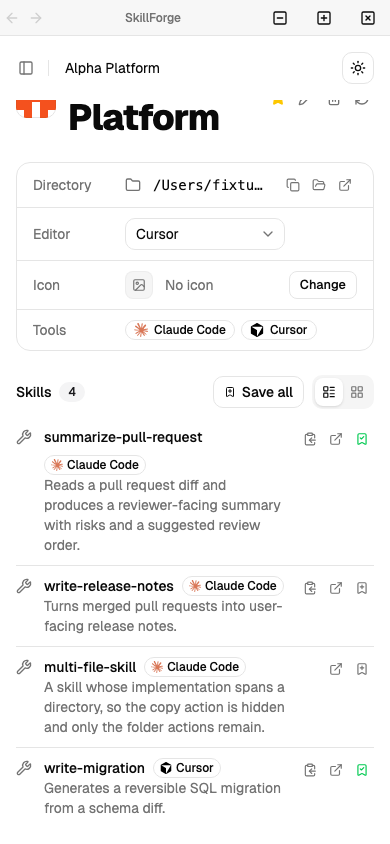 SkillForge
Alpha Platform
Platform
Directory /Users/fixtu…
Editor Cursor
Icon No icon Change
Tools Claude Code Cursor
Skills 4 Save all
summarize-pull-request
Claude Code
Reads a pull request diff and
produces a reviewer-facing summary
with risks and a suggested review
order.
write-release-notes Claude Code
Turns merged pull requests into user-
facing release notes.
multi-file-skill Claude Code
A skill whose implementation spans a
directory, so the copy action is hidden
and only the folder actions remain.
write-migration Cursor
Generates a reversible SQL migration
from a schema diff.